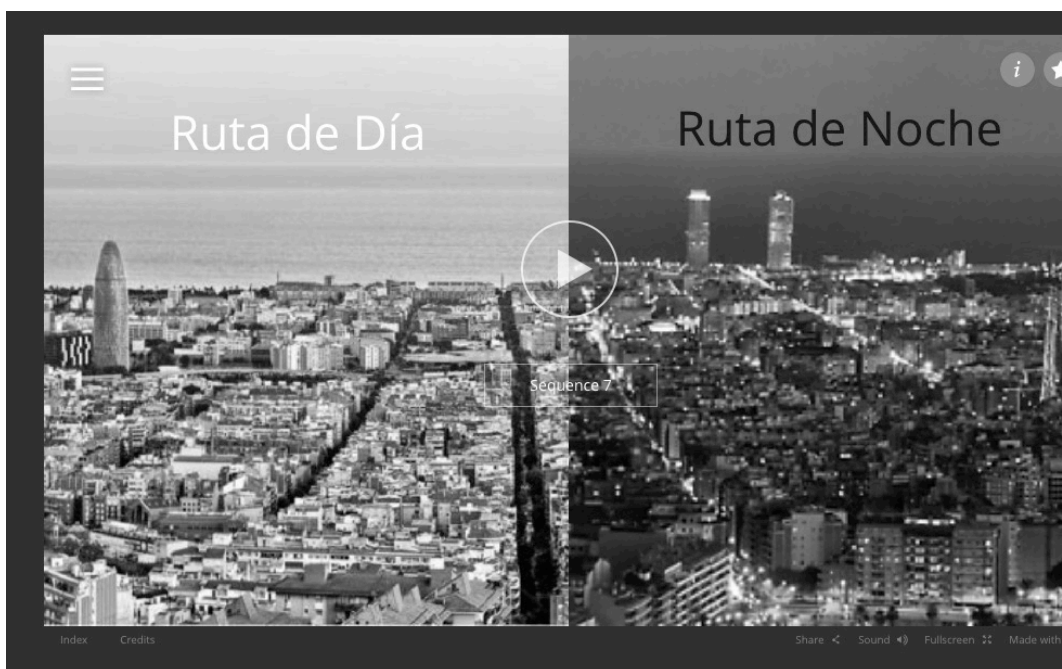 Ruta de Día
Ruta de Noche
i
Sequence 7
Index
Credits
Share
Sound
Fullscreen
Made with